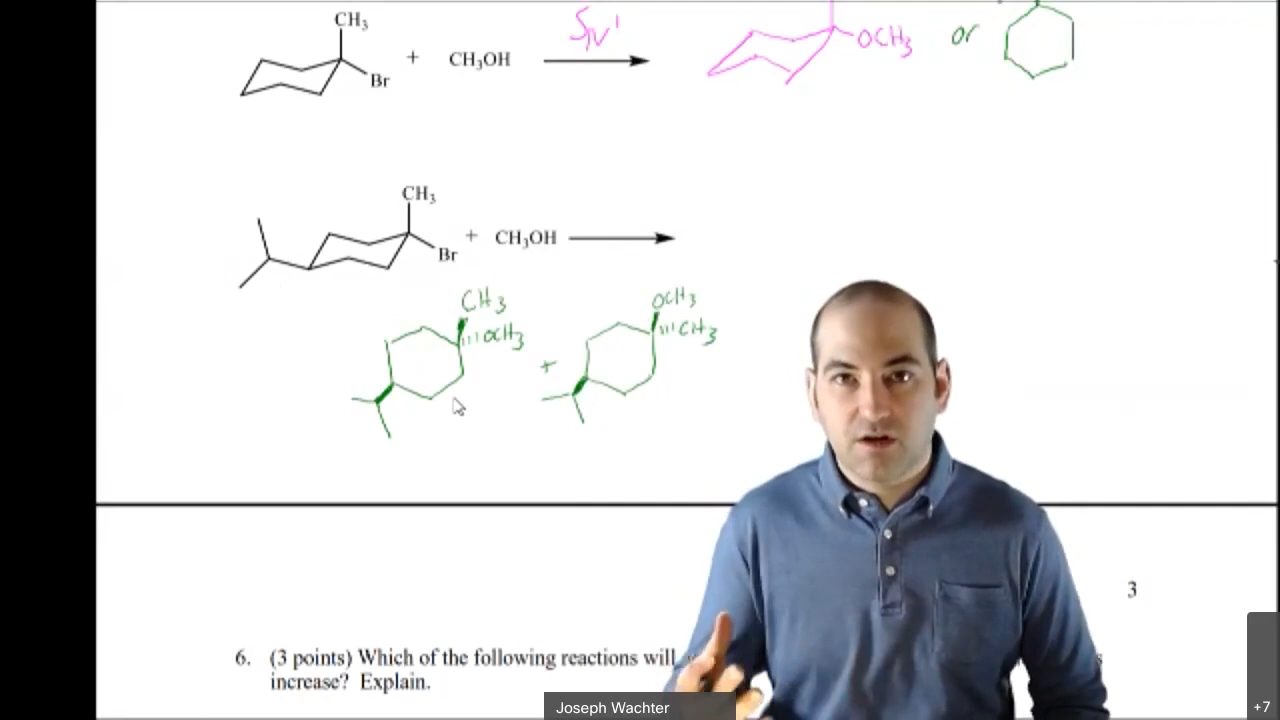 CH₃ SN1
Br + CH₃OH → OCH₃ or
CH₃
Br + CH₃OH →
CH₃ OCH₃
OCH₃ + CH₃
3
6. (3 points) Which of the following reactions will
increase? Explain.
Joseph Wachter
+7